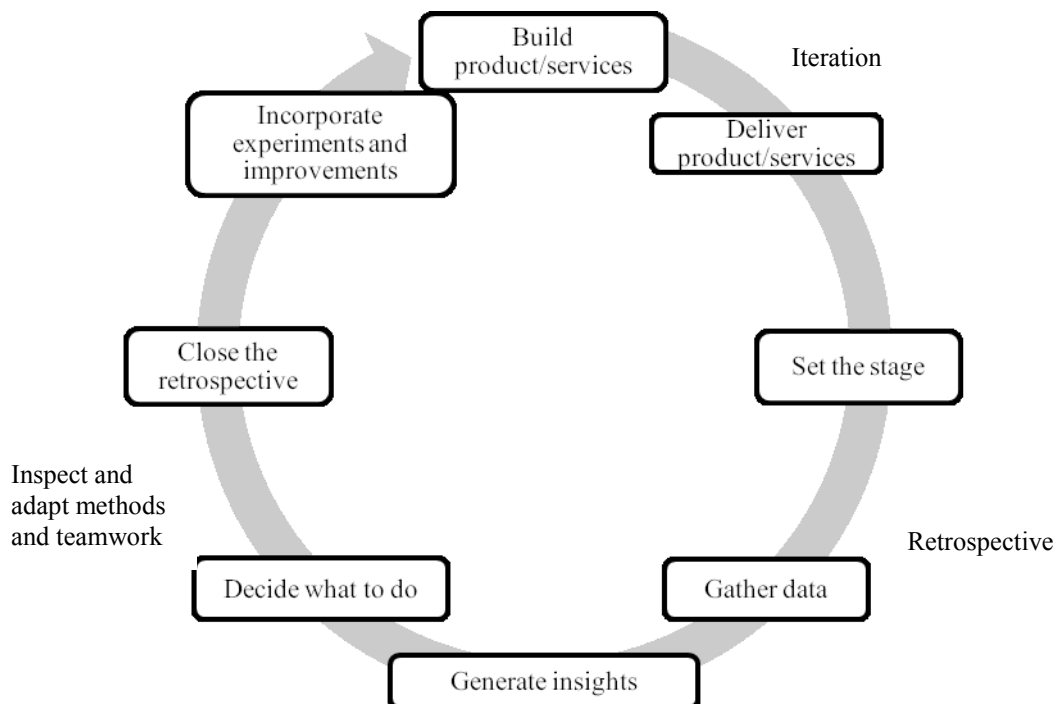 Build
product/services
Iteration
Deliver
product/services
Set the stage
Retrospective
Gather data
Generate insights
Decide what to do
Inspect and
adapt methods
and teamwork
Close the
retrospective
Incorporate
experiments and
improvements